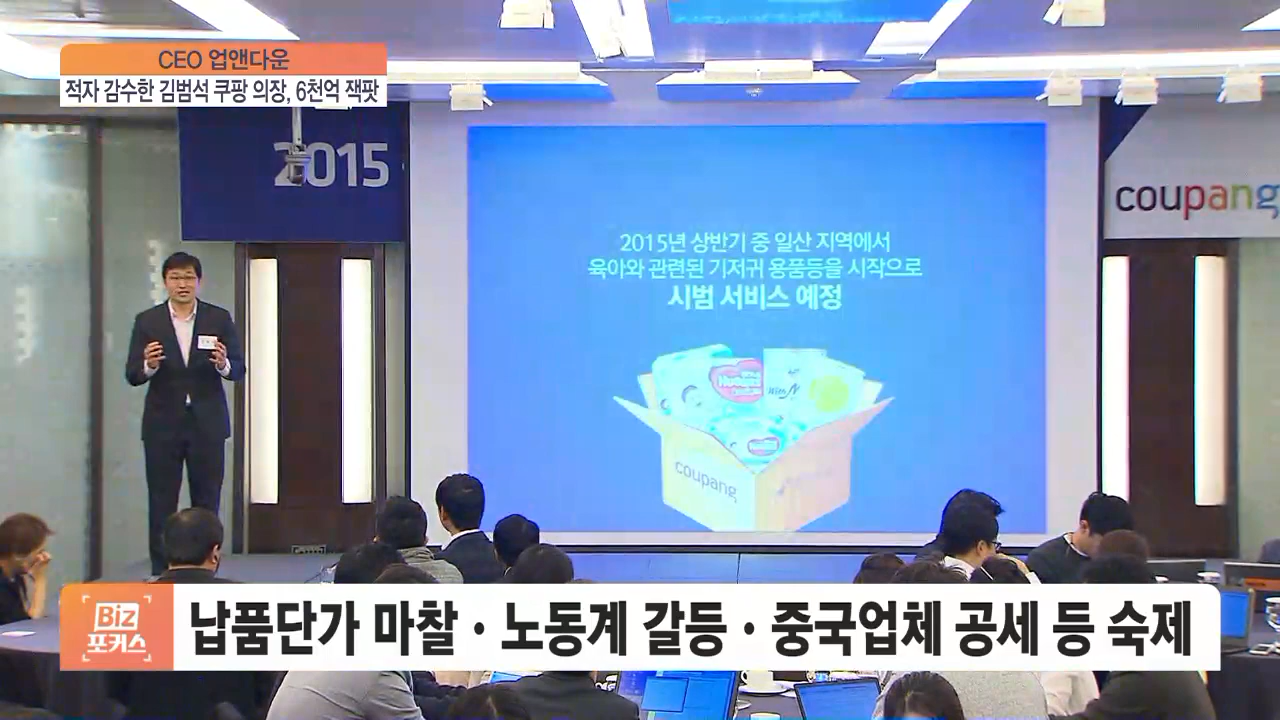 CEO 업앤다운
적자 감수한 김범석 쿠팡 의장, 6천억 잭팟
2015
coupang
2015년 상반기 중 일산 지역에서
육아와 관련된 기저귀 용품등을 시작으로
시범 서비스 예정
coupang
Biz
포커스
납품단가 마찰·노동계 갈등·중국업체 공세 등 숙제